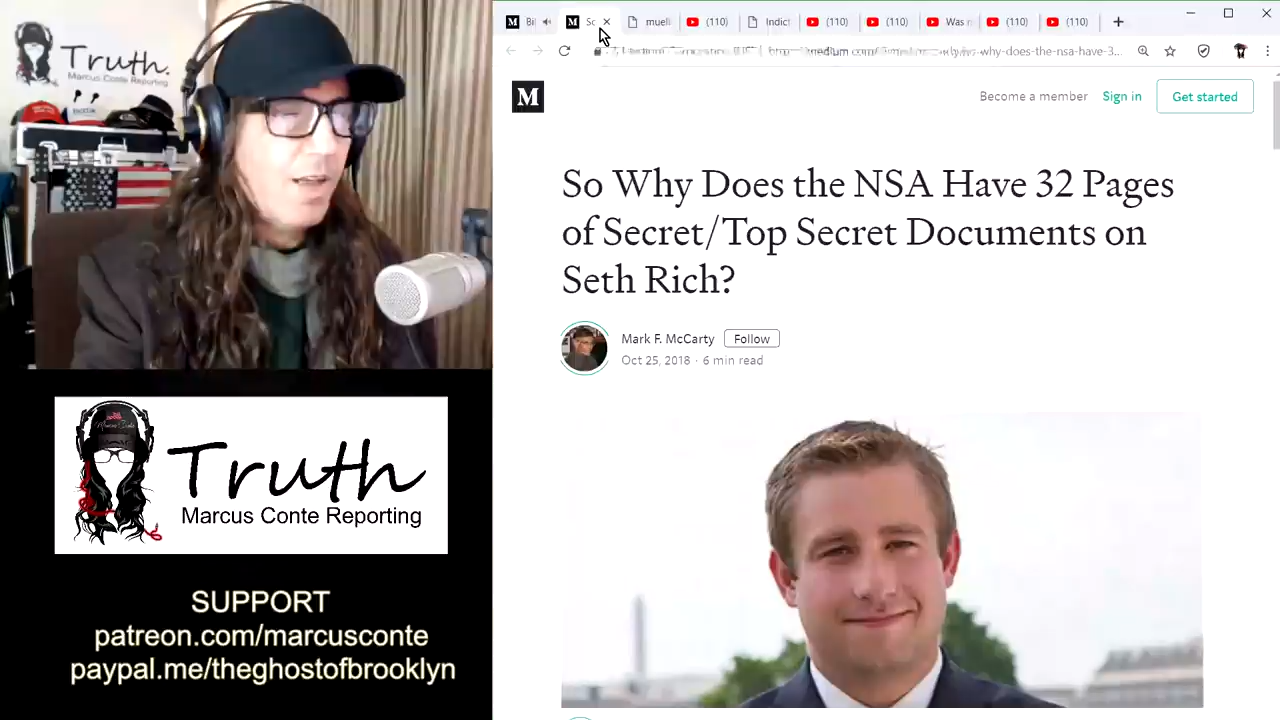 Truth.
Marcus Conte Reporting
Truth
Marcus Conte Reporting
SUPPORT
patreon.com/marcusconte
paypal.me/theghostofbrooklyn
muell
(110)
Indict
(110)
(110)
Was r
(110)
(110)
M
Become a member
Sign in
Get started
So Why Does the NSA Have 32 Pages
of Secret/Top Secret Documents on
Seth Rich?
Mark F. McCarty
Follow
Oct 25, 2018 · 6 min read